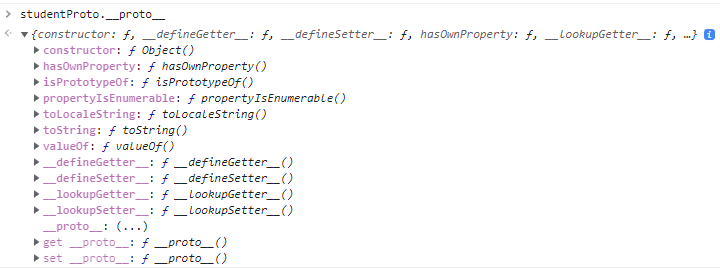 studentProto.__proto__
{constructor: ƒ, __defineGetter__: ƒ, __defineSetter__: ƒ, hasOwnProperty: ƒ, __lookupGetter__: ƒ, …} i
constructor: ƒ Object()
hasOwnProperty: ƒ hasOwnProperty()
isPrototypeOf: ƒ isPrototypeOf()
propertyIsEnumerable: ƒ propertyIsEnumerable()
toLocaleString: ƒ toLocaleString()
toString: ƒ toString()
valueOf: ƒ valueOf()
__defineGetter__: ƒ __defineGetter__()
__defineSetter__: ƒ __defineSetter__()
__lookupGetter__: ƒ __lookupGetter__()
__lookupSetter__: ƒ __lookupSetter__()
__proto__: (...)
get __proto__: ƒ __proto__()
set __proto__: ƒ __proto__()